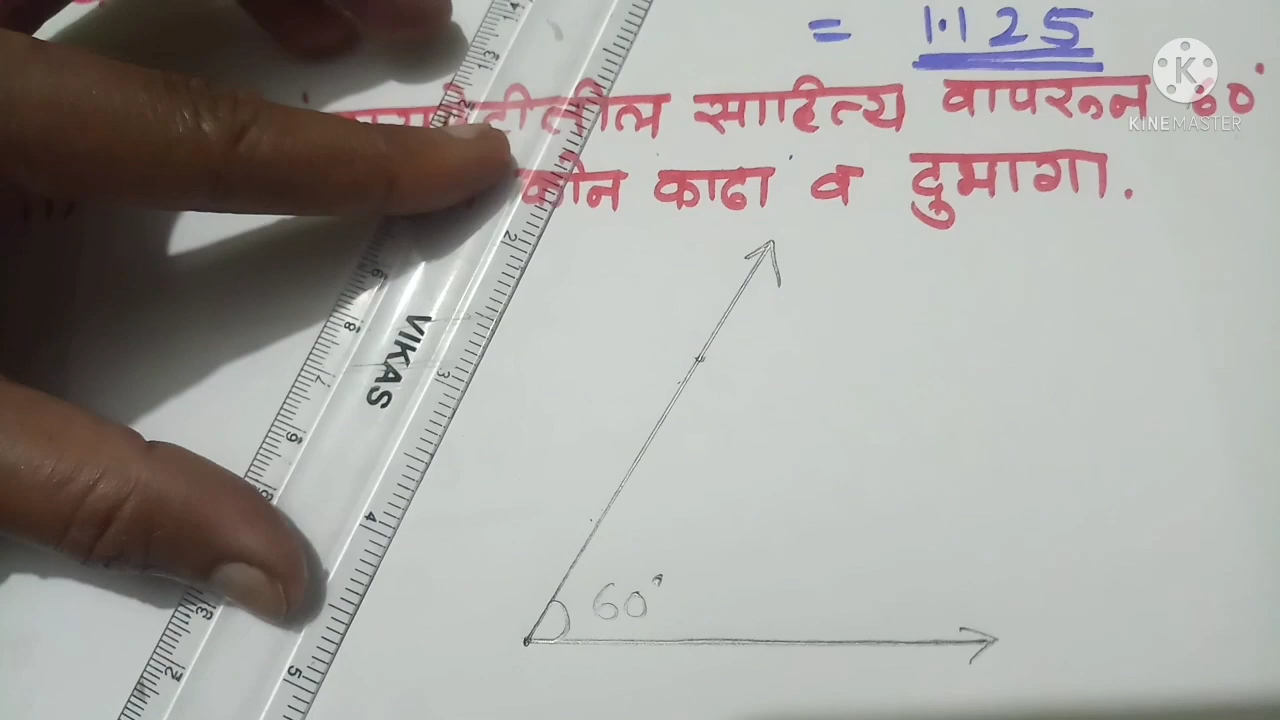 = 1.125
साहित्य वापरून 60°
कोन काढा व दुभागा.
60°
VIKAS
KINEMASTER